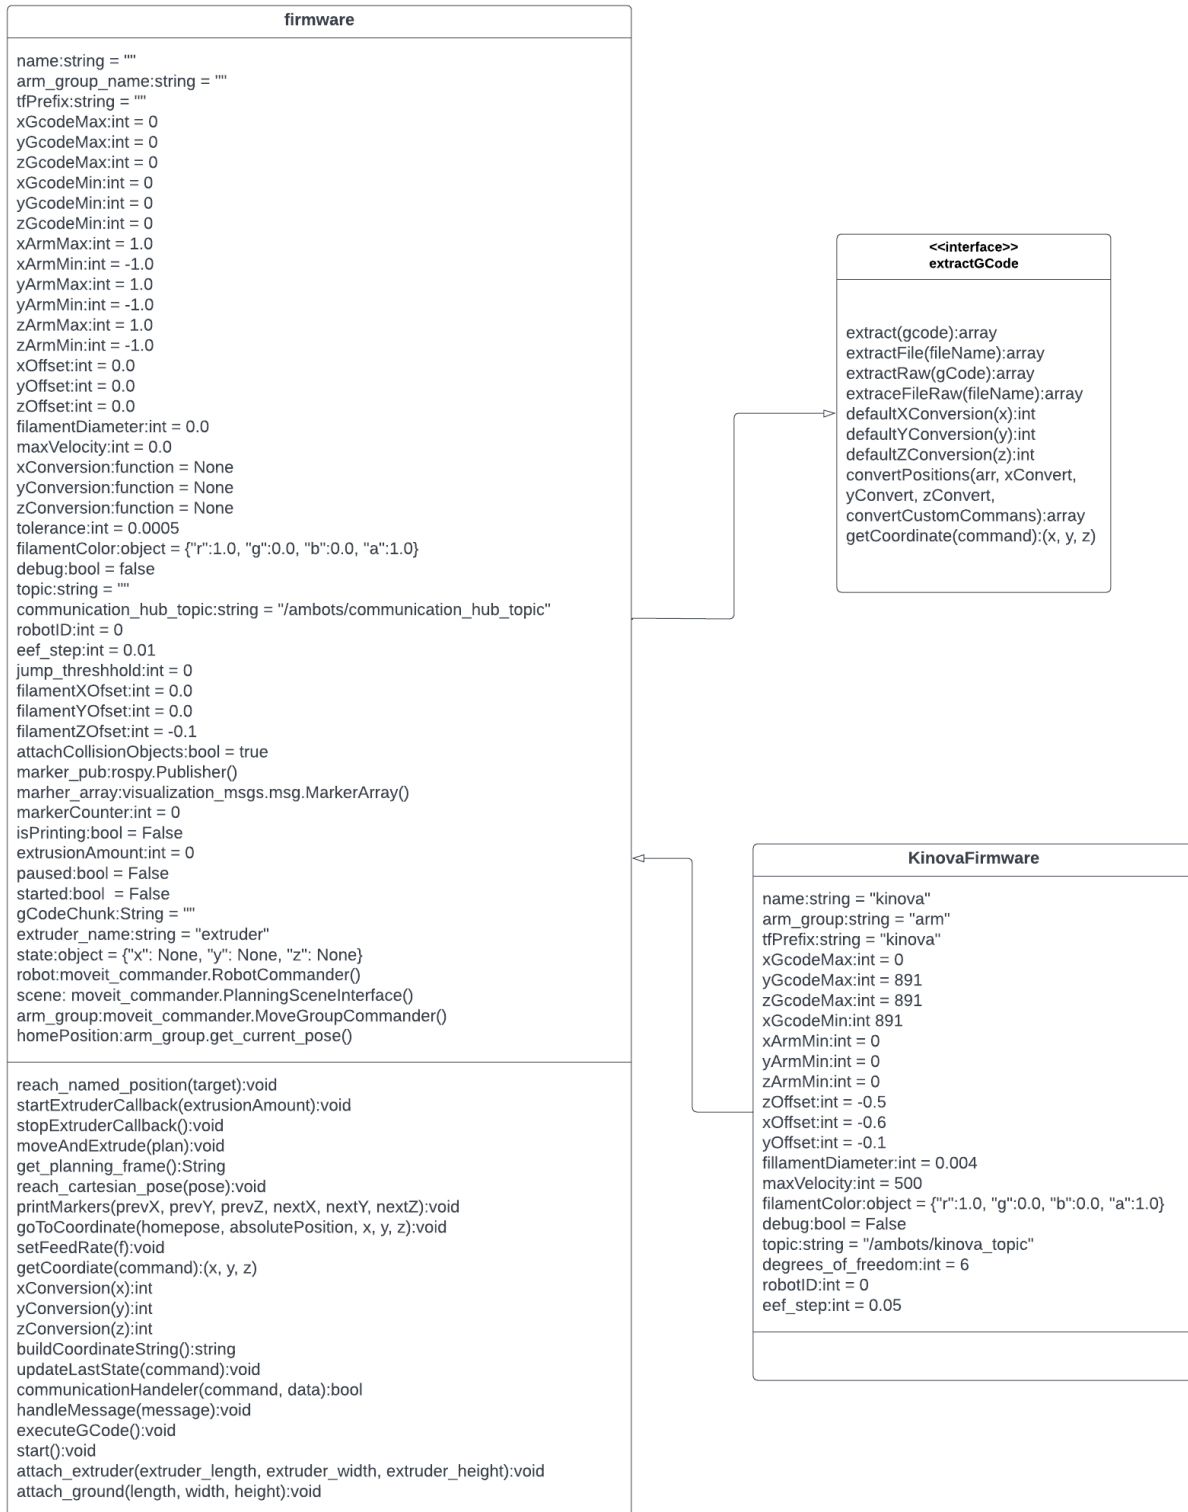 firmware
name:string = ""
arm_group_name:string = ""
tfPrefix:string = ""
xGcodeMax:int = 0
yGcodeMax:int = 0
zGcodeMax:int = 0
xGcodeMin:int = 0
yGcodeMin:int = 0
zGcodeMin:int = 0
xArmMax:int = 1.0
xArmMin:int = -1.0
yArmMax:int = 1.0
yArmMin:int = -1.0
zArmMax:int = 1.0
zArmMin:int = -1.0
xOffset:int = 0.0
yOffset:int = 0.0
zOffset:int = 0.0
filamentDiameter:int = 0.0
maxVelocity:int = 0.0
xConversion:function = None
yConversion:function = None
zConversion:function = None
tolerance:int = 0.0005
filamentColor:object = {"r":1.0, "g":0.0, "b":0.0, "a":1.0}
debug:bool = false
topic:string = ""
communication_hub_topic:string = "/ambots/communication_hub_topic"
robotID:int = 0
eef_step:int = 0.01
jump_threshhold:int = 0
filamentXOfset:int = 0.0
filamentYOfset:int = 0.0
filamentZOfset:int = -0.1
attachCollisionObjects:bool = true
marker_pub:rospy.Publisher()
marher_array:visualization_msgs.msg.MarkerArray()
markerCounter:int = 0
isPrinting:bool = False
extrusionAmount:int = 0
paused:bool = False
started:bool  = False
gCodeChunk:String = ""
extruder_name:string = "extruder"
state:object = {"x": None, "y": None, "z": None}
robot:moveit_commander.RobotCommander()
scene: moveit_commander.PlanningSceneInterface()
arm_group:moveit_commander.MoveGroupCommander()
homePosition:arm_group.get_current_pose()
reach_named_position(target):void
startExtruderCallback(extrusionAmount):void
stopExtruderCallback():void
moveAndExtrude(plan):void
get_planning_frame():String
reach_cartesian_pose(pose):void
printMarkers(prevX, prevY, prevZ, nextX, nextY, nextZ):void
goToCoordinate(homepose, absolutePosition, x, y, z):void
setFeedRate(f):void
getCoordiate(command):(x, y, z)
xConversion(x):int
yConversion(y):int
zConversion(z):int
buildCoordinateString():string
updateLastState(command):void
communicationHandeler(command, data):bool
handleMessage(message):void
executeGCode():void
start():void
attach_extruder(extruder_length, extruder_width, extruder_height):void
attach_ground(length, width, height):void
<<interface>>
extractGCode
extract(gcode):array
extractFile(fileName):array
extractRaw(gCode):array
extraceFileRaw(fileName):array
defaultXConversion(x):int
defaultYConversion(y):int
defaultZConversion(z):int
convertPositions(arr, xConvert,
yConvert, zConvert,
convertCustomCommans):array
getCoordinate(command):(x, y, z)
KinovaFirmware
name:string = "kinova"
arm_group:string = "arm"
tfPrefix:string = "kinova"
xGcodeMax:int = 0
yGcodeMax:int = 891
zGcodeMax:int = 891
xGcodeMin:int 891
xArmMin:int = 0
yArmMin:int = 0
zArmMin:int = 0
zOffset:int = -0.5
xOffset:int = -0.6
yOffset:int = -0.1
fillamentDiameter:int = 0.004
maxVelocity:int = 500
filamentColor:object = {"r":1.0, "g":0.0, "b":0.0, "a":1.0}
debug:bool = False
topic:string = "/ambots/kinova_topic"
degrees_of_freedom:int = 6
robotID:int = 0
eef_step:int = 0.05